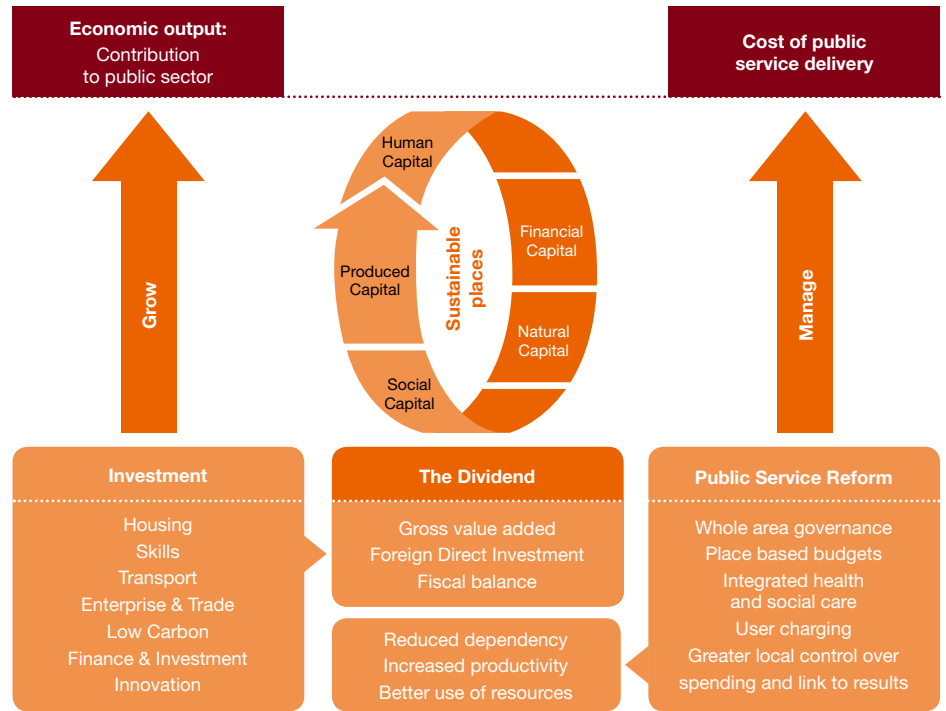 Economic output:
Contribution
to public sector
Cost of public
service delivery
Grow
Human
Capital
Produced
Capital
Social
Capital
Sustainable
places
Financial
Capital
Natural
Capital
Manage
Investment
Housing
Skills
Transport
Enterprise & Trade
Low Carbon
Finance & Investment
Innovation
The Dividend
Gross value added
Foreign Direct Investment
Fiscal balance
Reduced dependency
Increased productivity
Better use of resources
Public Service Reform
Whole area governance
Place based budgets
Integrated health
and social care
User charging
Greater local control over
spending and link to results